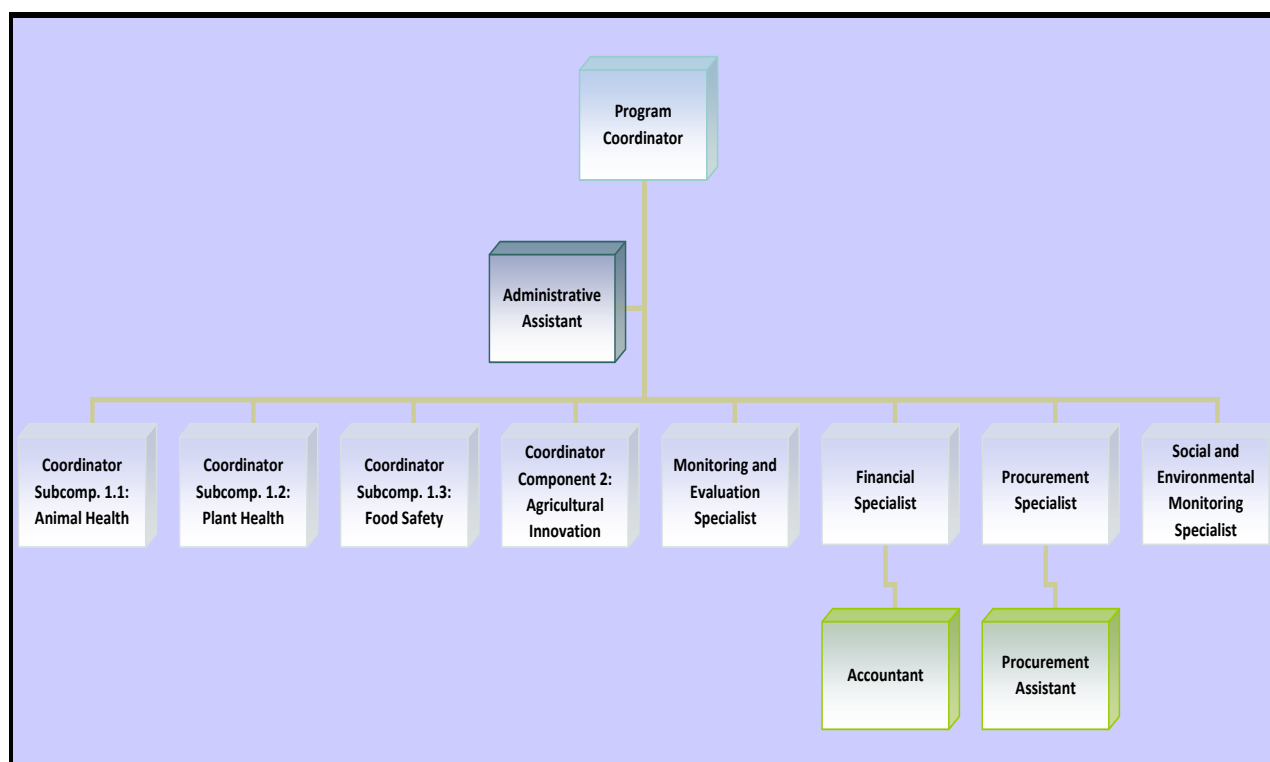 Program
Coordinator
Administrative
Assistant
Coordinator
Subcomp. 1.1:
Animal Health
Coordinator
Subcomp. 1.2:
Plant Health
Coordinator
Subcomp. 1.3:
Food Safety
Coordinator
Component 2:
Agricultural
Innovation
Monitoring and
Evaluation
Specialist
Financial
Specialist
Procurement
Specialist
Social and
Environmental
Monitoring
Specialist
Accountant
Procurement
Assistant